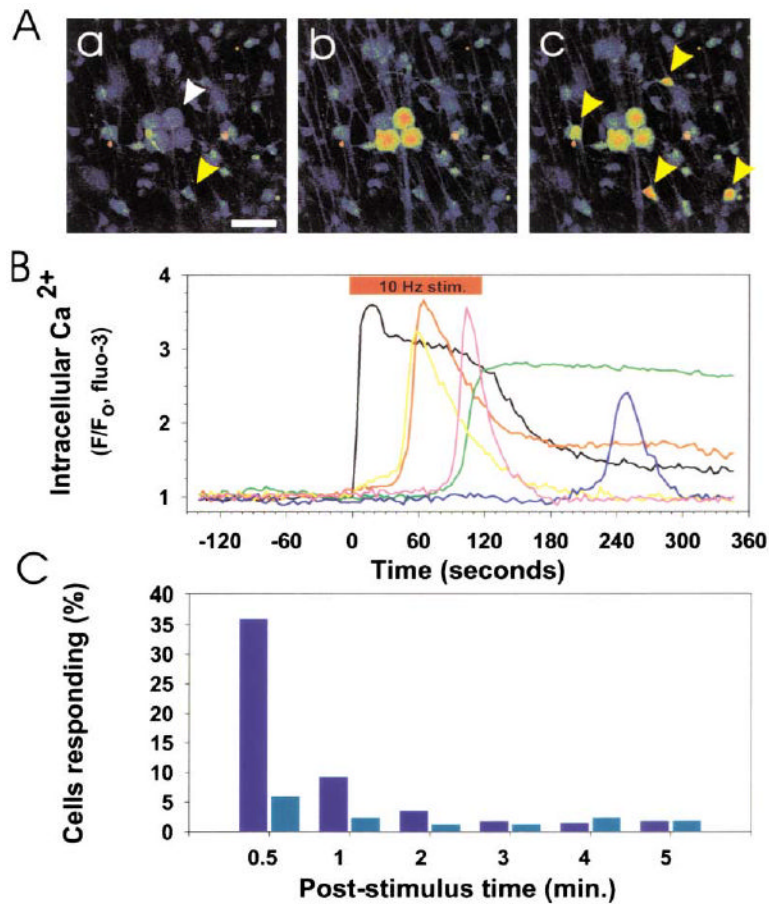 A
a
b
c
B
4
3
2
1
Intracellular Ca2+
(F/FO, fluo-3)
10 Hz stim.
-120 -60 0 60 120 180 240 300 360
Time (seconds)
C
40
35
30
25
20
15
10
5
0
Cells responding (%)
0.5 1 2 3 4 5
Post-stimulus time (min.)